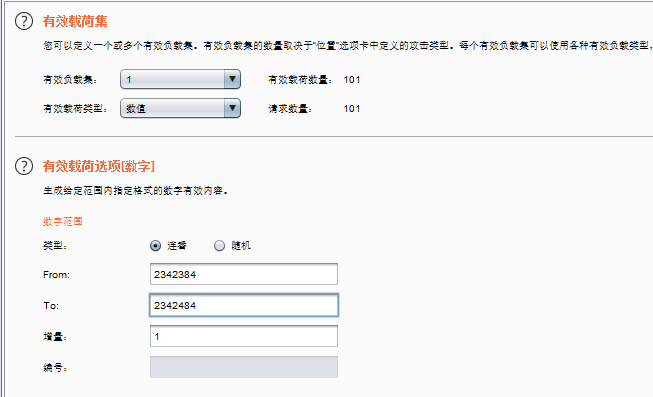 有效载荷集
您可以定义一个或多个有效负载集。有效负载集的数量取决于"位置"选项卡中定义的攻击类型。每个有效负载集可以使用各种有效负载类型,
有效负载集: 1 有效载荷数量: 101
有效载荷类型: 数值 请求数量: 101
有效载荷选项[数字]
生成给定范围内指定格式的数字有效内容。
数字范围
类型: 连番 随机
From: 2342384
To: 2342484
增量: 1
编号: